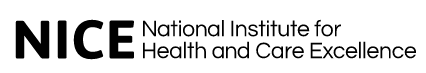 NICE
National Institute for
Health and Care Excellence